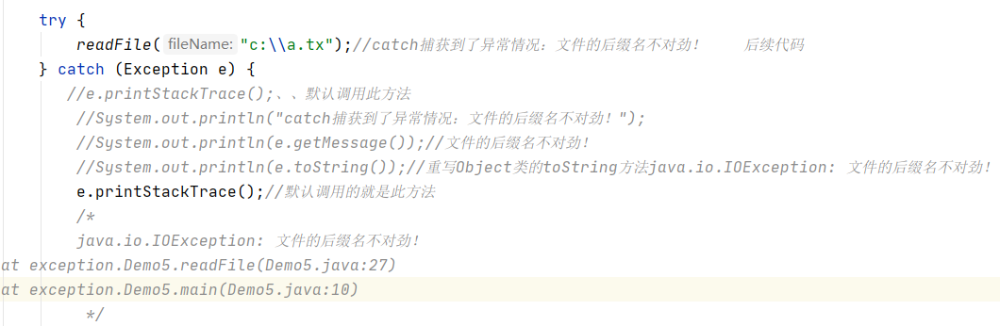 try {
readFile( fileName: "c:\\a.tx");//catch捕获到了异常情况：文件的后缀名不对劲！ 后续代码
} catch (Exception e) {
//e.printStackTrace();、、默认调用此方法
//System.out.println("catch捕获到了异常情况：文件的后缀名不对劲！");
//System.out.println(e.getMessage());//文件的后缀名不对劲！
//System.out.println(e.toString());//重写Object类的toString方法java.io.IOException: 文件的后缀名不对劲！
e.printStackTrace();//默认调用的就是此方法
/*
java.io.IOException: 文件的后缀名不对劲！
at exception.Demo5.readFile(Demo5.java:27)
at exception.Demo5.main(Demo5.java:10)
*/